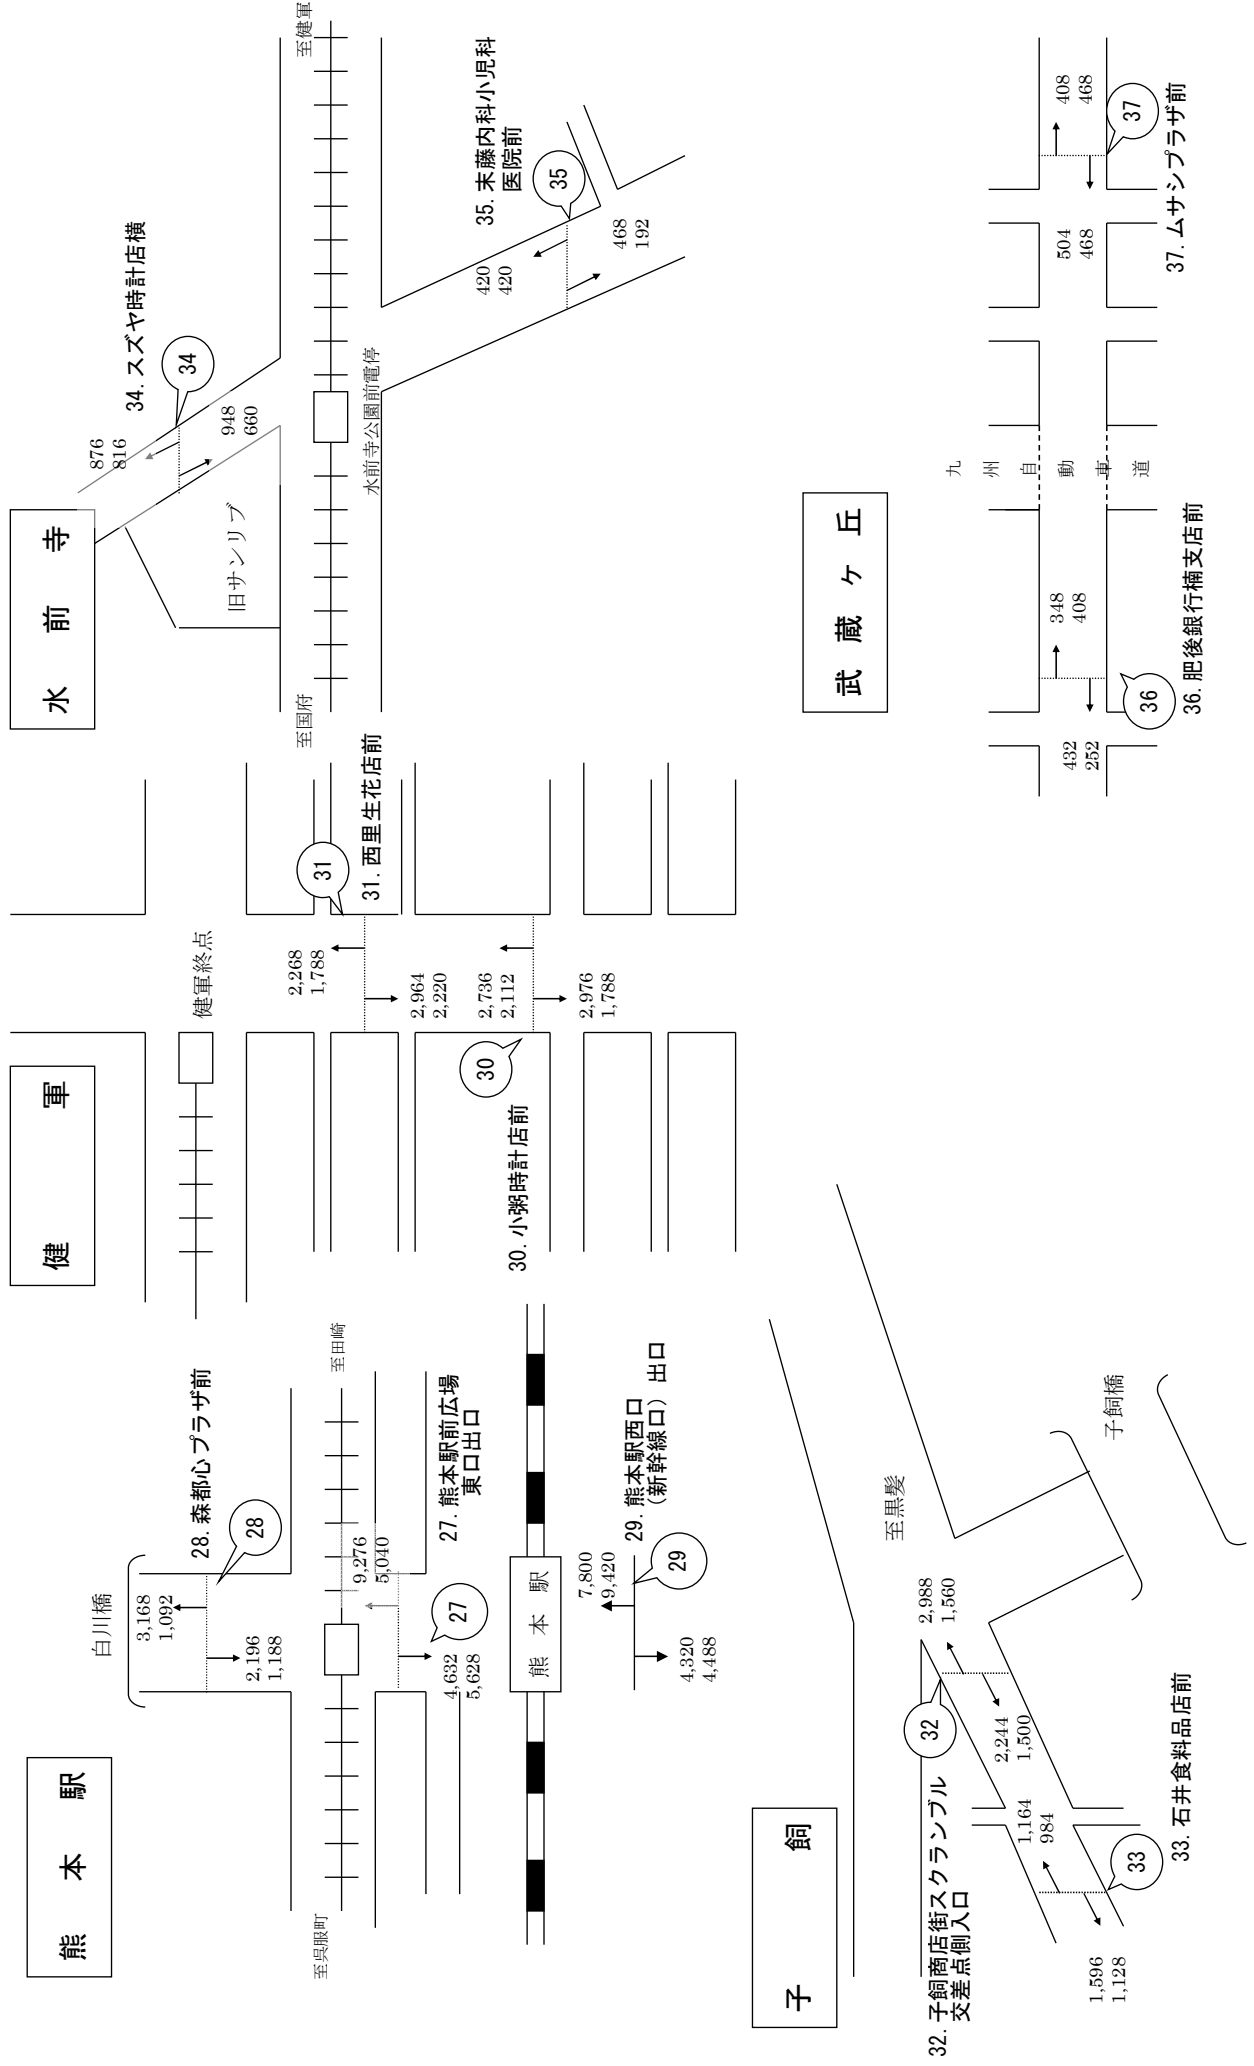 熊本駅
白川橋
28. 森都心プラザ前
28
3,168
1,092
2,196
1,188
至呉服町
至田崎
9,276
5,040
4,632
5,628
27
27. 熊本駅前広場
東口出口
熊本駅
7,800
9,420
4,320
4,488
29
29. 熊本駅西口
（新幹線口）出口
健軍
健軍終点
2,268
1,788
31
31. 西里生花店前
2,964
2,220
2,736
2,112
2,976
1,788
30
30. 小粥時計店前
水前寺
876
816
34. スズヤ時計店横
34
948
660
旧サンリブ
至国府
至健軍
水前寺公園前電停
420
420
35. 末藤内科小児科
医院前
35
468
192
子飼
至黒髪
子飼橋
2,988
1,560
32
2,244
1,500
32. 子飼商店街スクランブル
交差点側入口
1,164
984
1,596
1,128
33
33. 石井食料品店前
武蔵ヶ丘
九州自動車道
432
252
348
408
36
36. 肥後銀行楠支店前
504
468
408
468
37
37. ムサシプラザ前